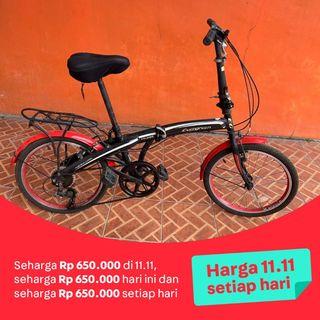 Evergreen
Seharga Rp 650.000 di 11.11,
seharga Rp 650.000 hari ini dan
seharga Rp 650.000 setiap hari
Harga 11.11
setiap hari